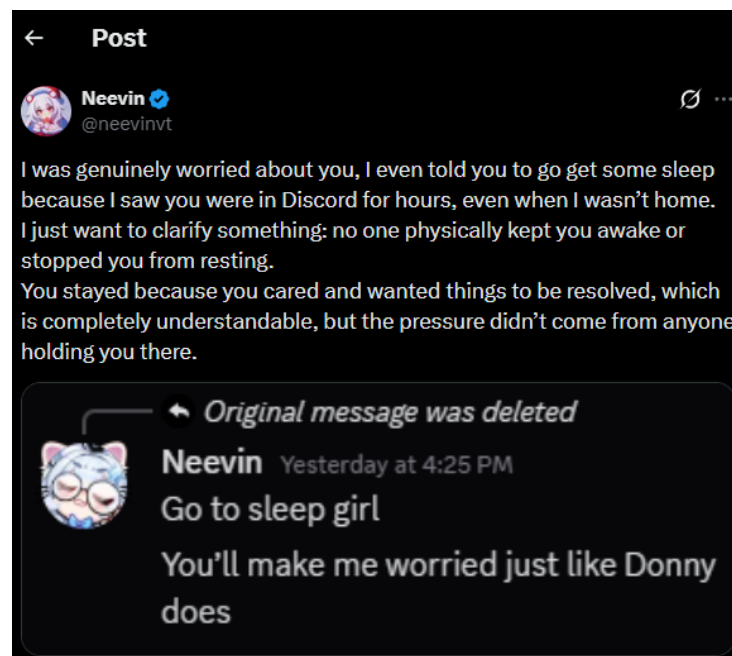 Post
Neevin
@neevinvt
I was genuinely worried about you, I even told you to go get some sleep
because I saw you were in Discord for hours, even when I wasn’t home.
I just want to clarify something: no one physically kept you awake or
stopped you from resting.
You stayed because you cared and wanted things to be resolved, which
is completely understandable, but the pressure didn’t come from anyone
holding you there.
Original message was deleted
Neevin Yesterday at 4:25 PM
Go to sleep girl
You’ll make me worried just like Donny
does